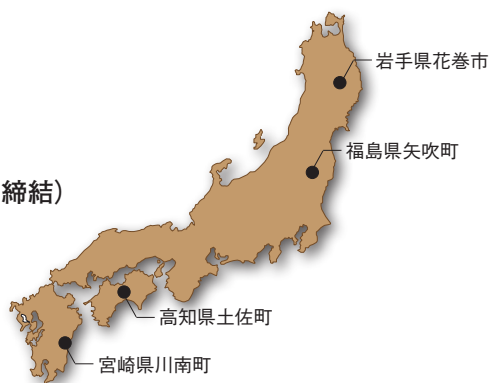 岩手県花巻市
福島県矢吹町
締結）
高知県土佐町
宮崎県川南町